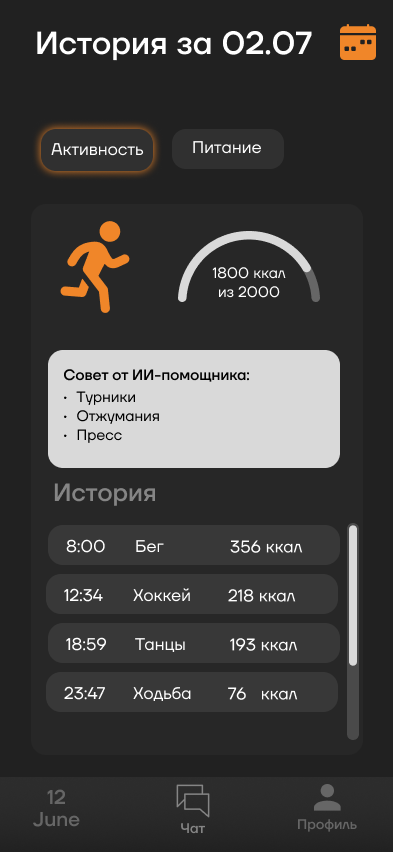 История за 02.07
Активность Питание
1800 ккал
из 2000
Совет от ИИ-помощника:
· Турники
· Отжумания
· Пресс
История
8:00 Бег 356 ккал
12:34 Хоккей 218 ккал
18:59 Танцы 193 ккал
23:47 Ходьба 76 ккал
12
June
Чат
Профиль